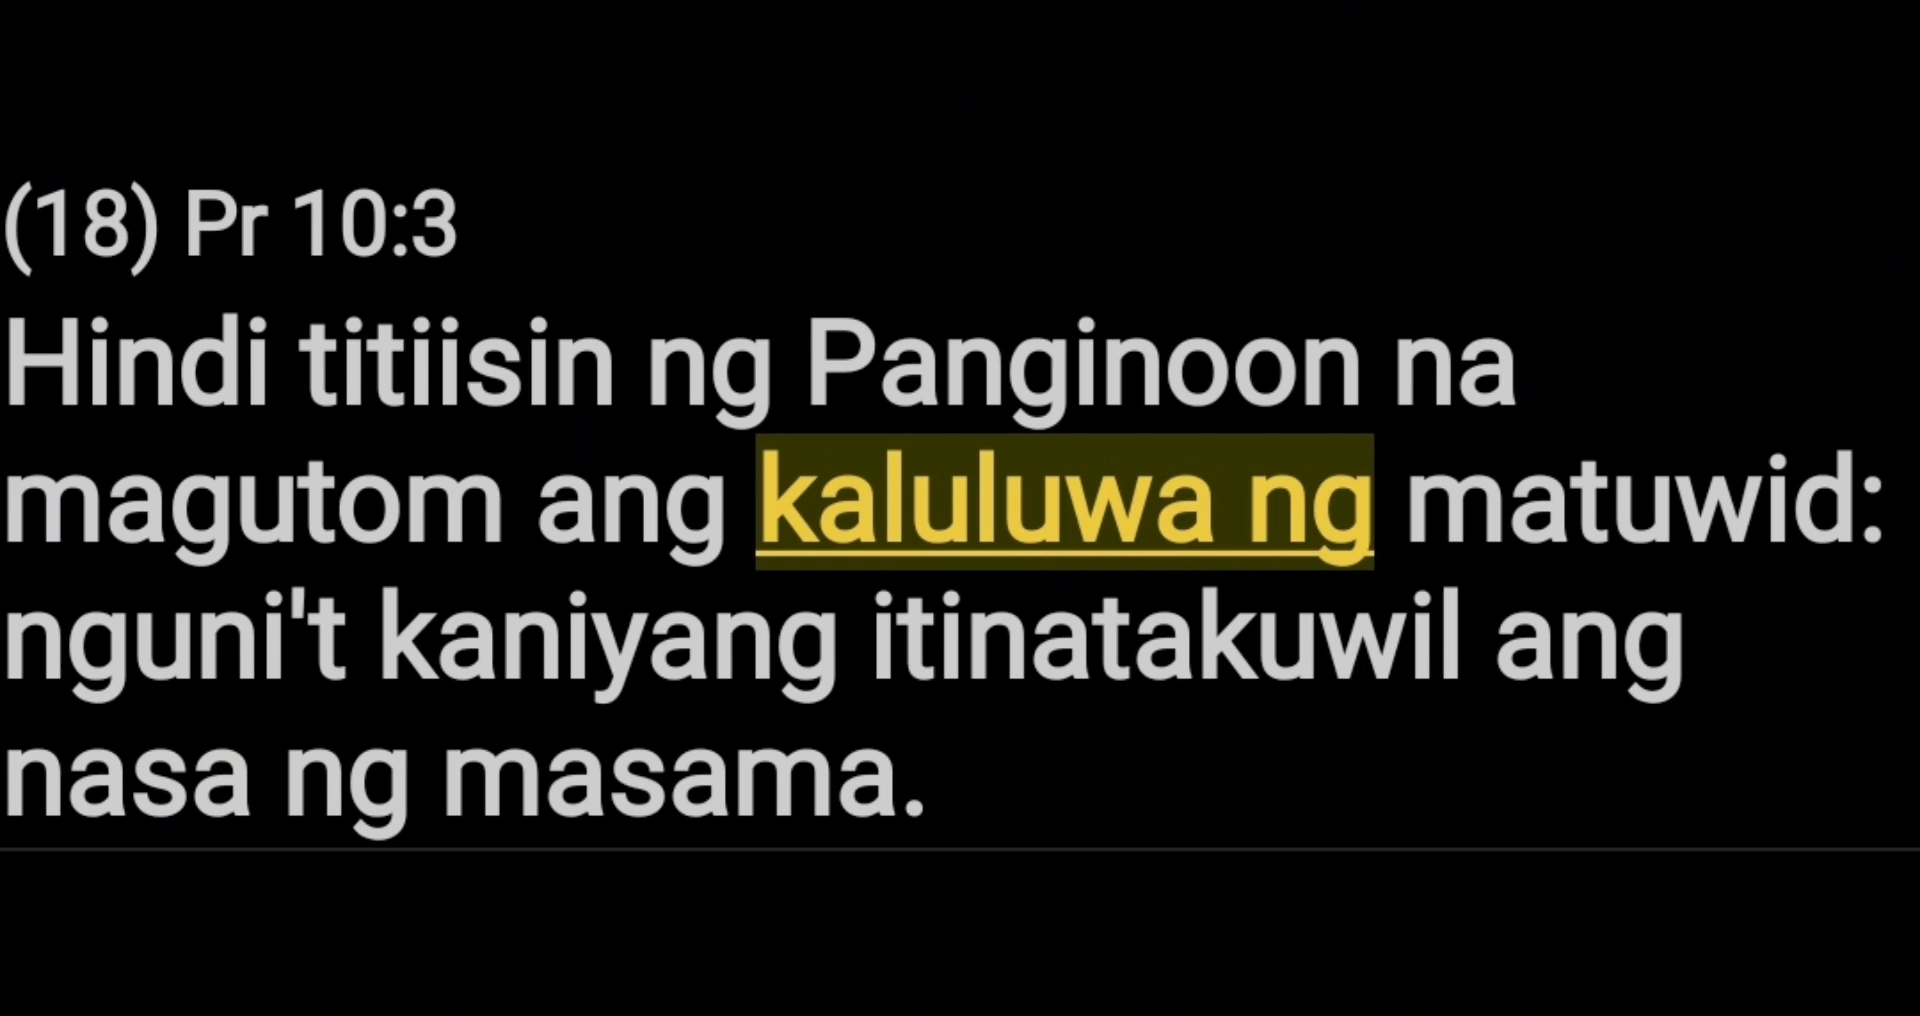 (18) Pr 10:3
Hindi titiisin ng Panginoon na
magutom ang kaluluwa ng matuwid:
nguni't kaniyang itinatakuwil ang
nasa ng masama.